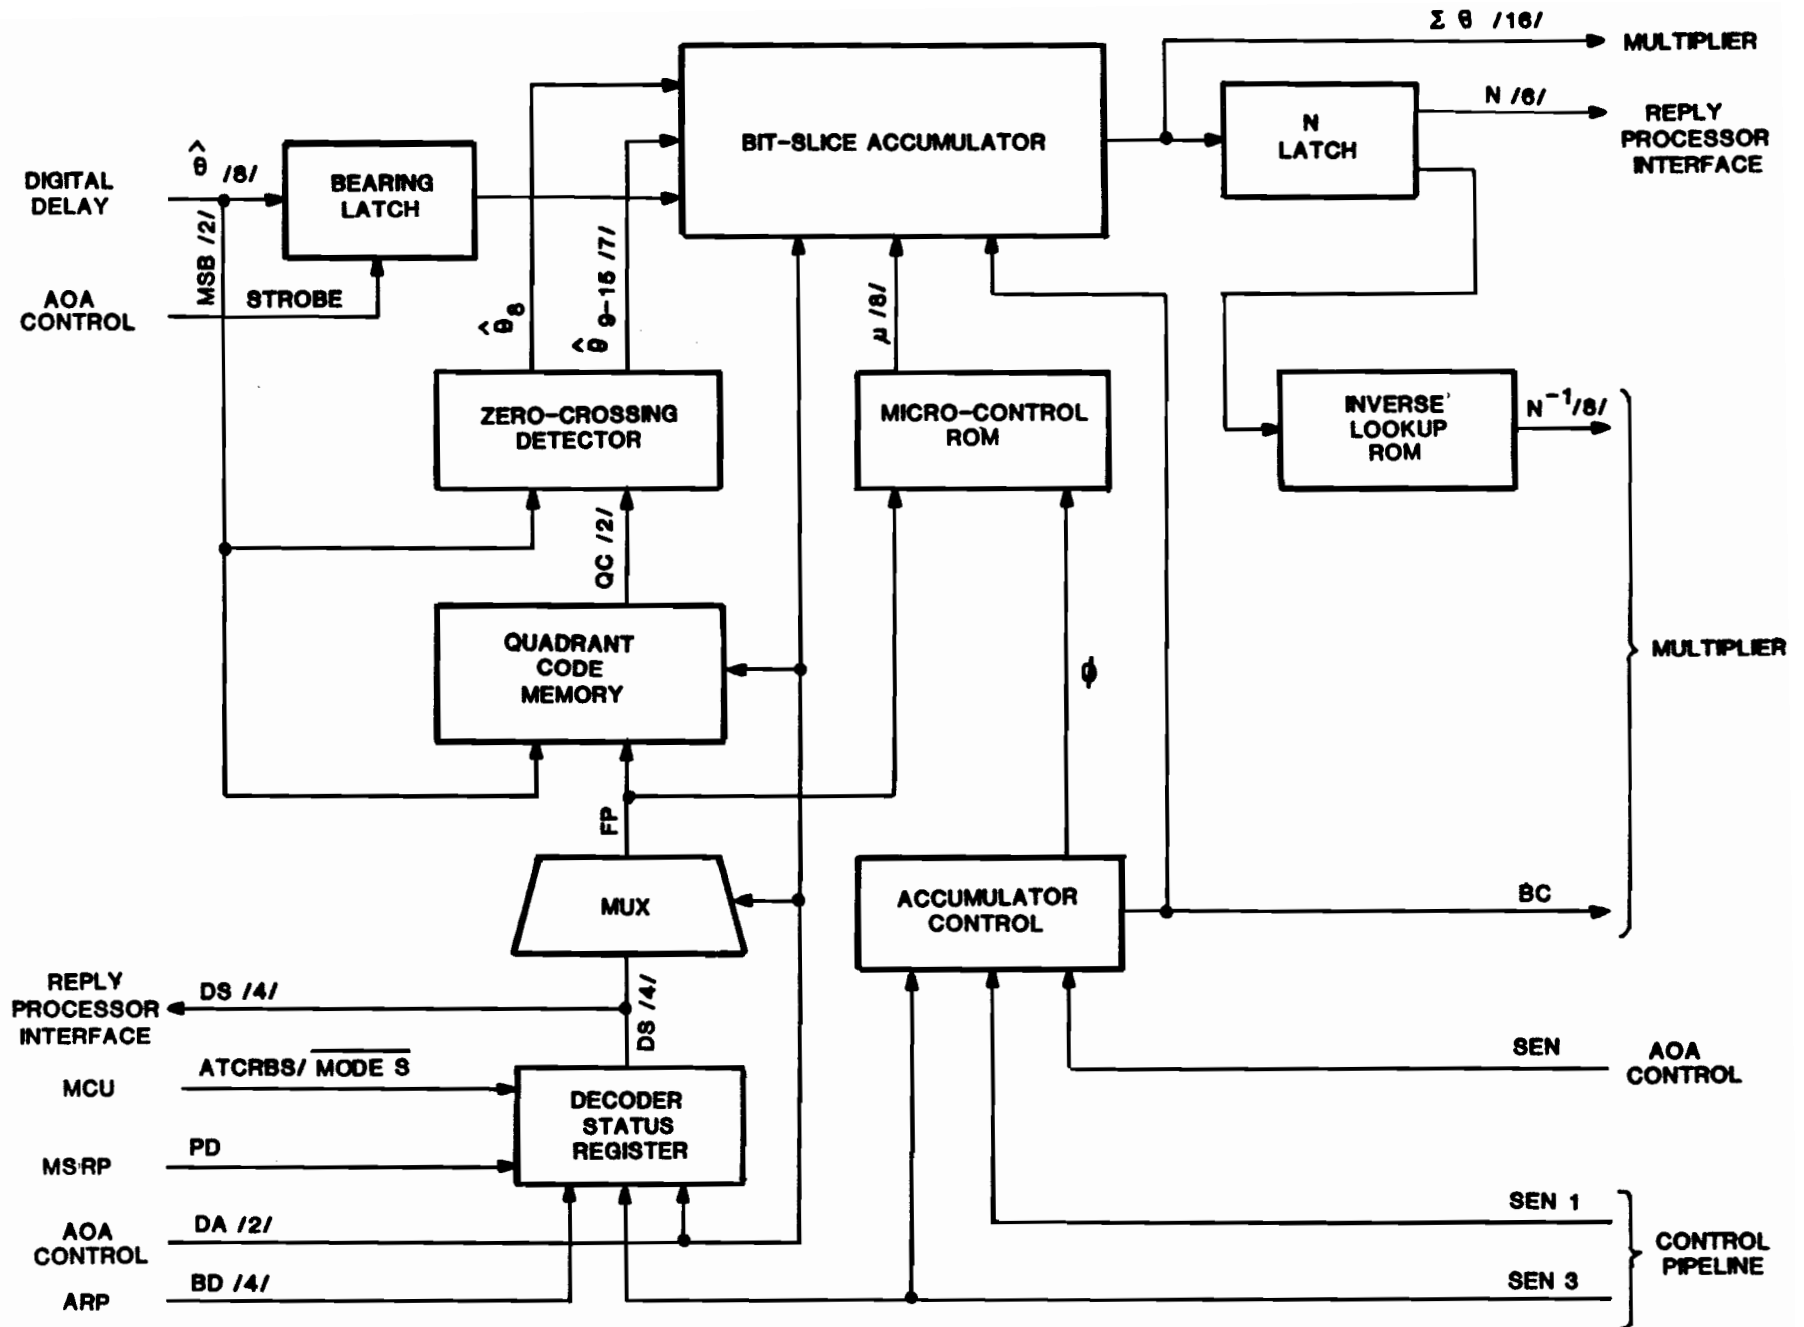 Σ θ /16/
MULTIPLIER
N /6/
REPLY
PROCESSOR
INTERFACE
BIT-SLICE ACCUMULATOR
N
LATCH
DIGITAL
DELAY
θ̂ /8/
BEARING
LATCH
MSB /2/
AOA
CONTROL
STROBE
θ̂8
θ̂ 9-15 /7/
μ /8/
ZERO-CROSSING
DETECTOR
MICRO-CONTROL
ROM
INVERSE
LOOKUP
ROM
N⁻¹/8/
QC /2/
QUADRANT
CODE
MEMORY
ϕ
MULTIPLIER
FP
MUX
ACCUMULATOR
CONTROL
BC
REPLY
PROCESSOR
INTERFACE
DS /4/
DS /4/
SEN
AOA
CONTROL
MCU
ATCRBS/ M̅O̅D̅E̅ S̅
DECODER
STATUS
REGISTER
MSRP
PD
AOA
CONTROL
DA /2/
SEN 1
CONTROL
PIPELINE
ARP
BD /4/
SEN 3